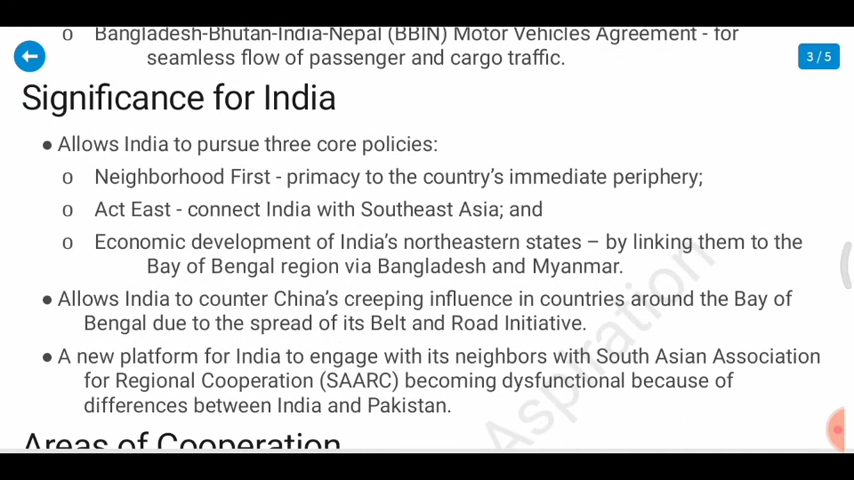 o Bangladesh-Bhutan-India-Nepal (BBIN) Motor Vehicles Agreement - for
seamless flow of passenger and cargo traffic.
3 / 5
Significance for India
● Allows India to pursue three core policies:
o Neighborhood First - primacy to the country's immediate periphery;
o Act East - connect India with Southeast Asia; and
o Economic development of India's northeastern states – by linking them to the
Bay of Bengal region via Bangladesh and Myanmar.
● Allows India to counter China's creeping influence in countries around the Bay of
Bengal due to the spread of its Belt and Road Initiative.
● A new platform for India to engage with its neighbors with South Asian Association
for Regional Cooperation (SAARC) becoming dysfunctional because of
differences between India and Pakistan.
Aspiration
Areas of Cooperation